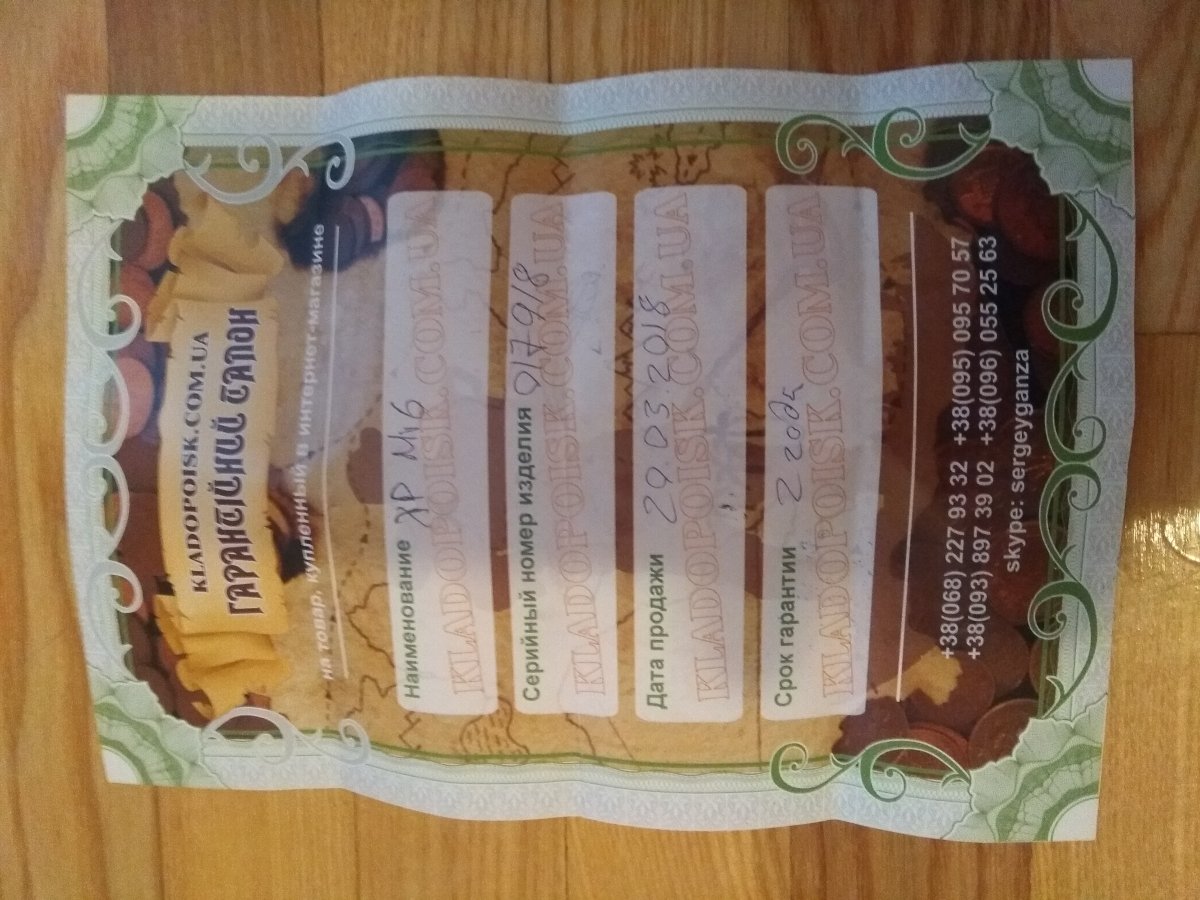 KLADOPOISK.COM.UA
ГАРАНТІЙНИЙ ТАЛОН
на товар, купленный в интернет-магазине
Наименование XP Mi6
KLADOPOISK.COM.UA
Серийный номер изделия 017918
KLADOPOISK.COM.UA
Дата продажи 29.03.2018
KLADOPOISK.COM.UA
Срок гарантии 2 года
KLADOPOISK.COM.UA
+38(068) 227 93 32 +38(095) 095 70 57
+38(093) 897 39 02 +38(096) 055 25 63
skype: sergeyganza